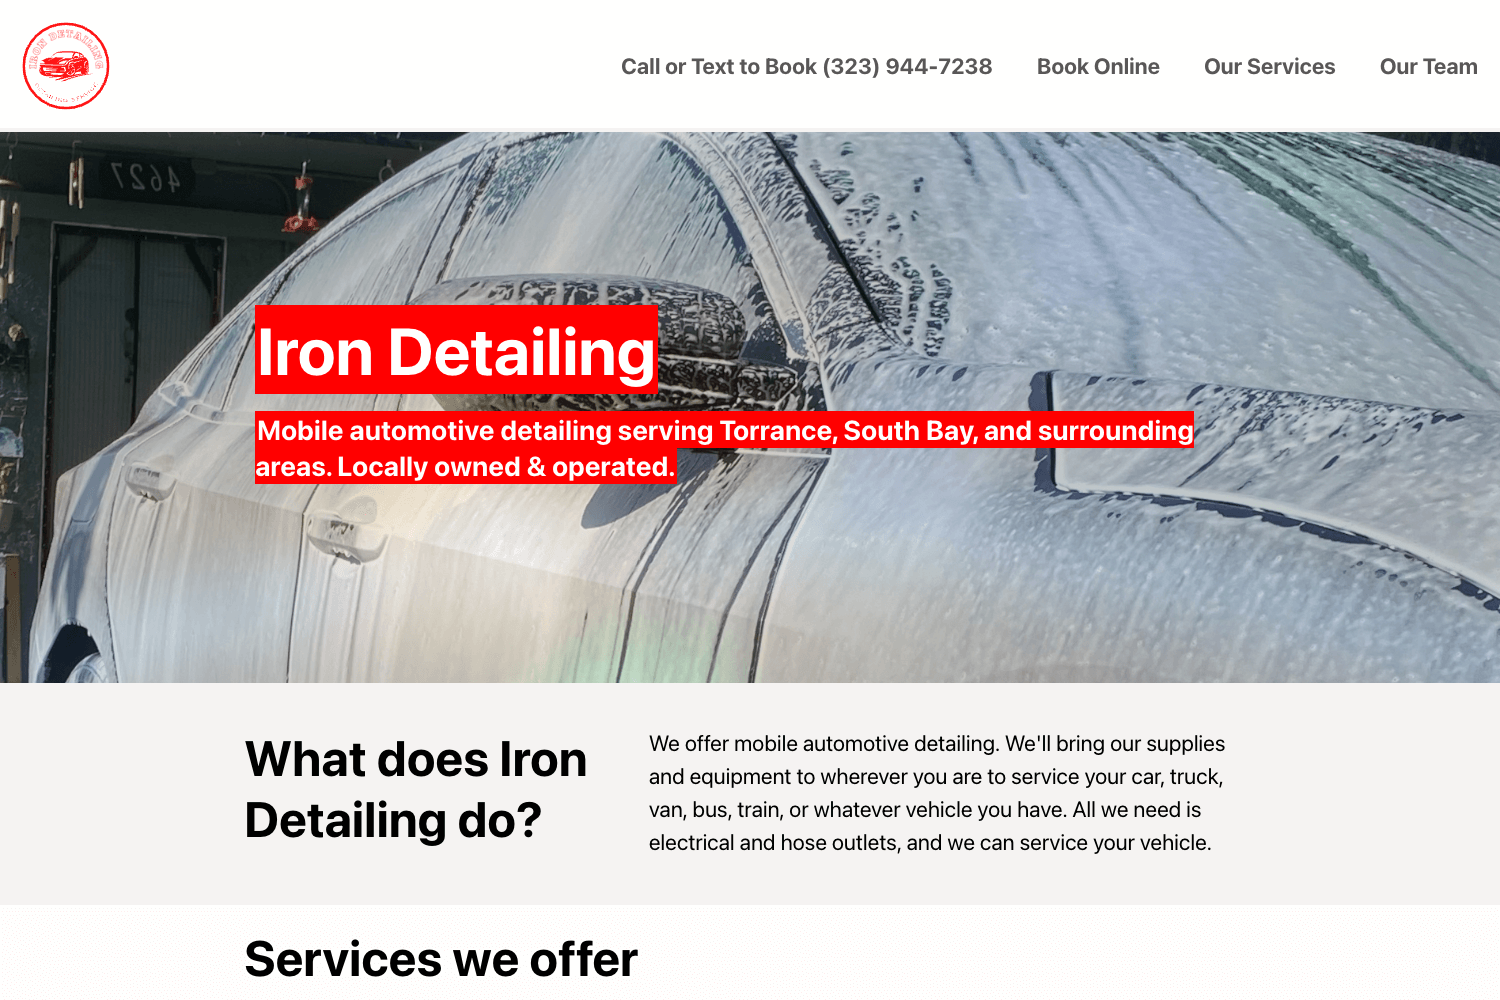 IRON DETAILING
Call or Text to Book (323) 944-7238
Book Online
Our Services
Our Team
4627
Iron Detailing
Mobile automotive detailing serving Torrance, South Bay, and surrounding
areas. Locally owned & operated.
What does Iron
Detailing do?
We offer mobile automotive detailing. We'll bring our supplies
and equipment to wherever you are to service your car, truck,
van, bus, train, or whatever vehicle you have. All we need is
electrical and hose outlets, and we can service your vehicle.
Services we offer